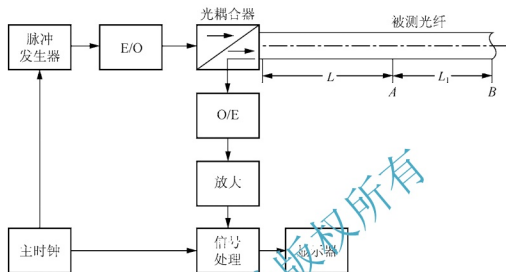 光耦合器
被测光纤
脉冲
发生器
E/O
L
L₁
A
B
O/E
放大
主时钟
信号
处理
显示器
版权所有